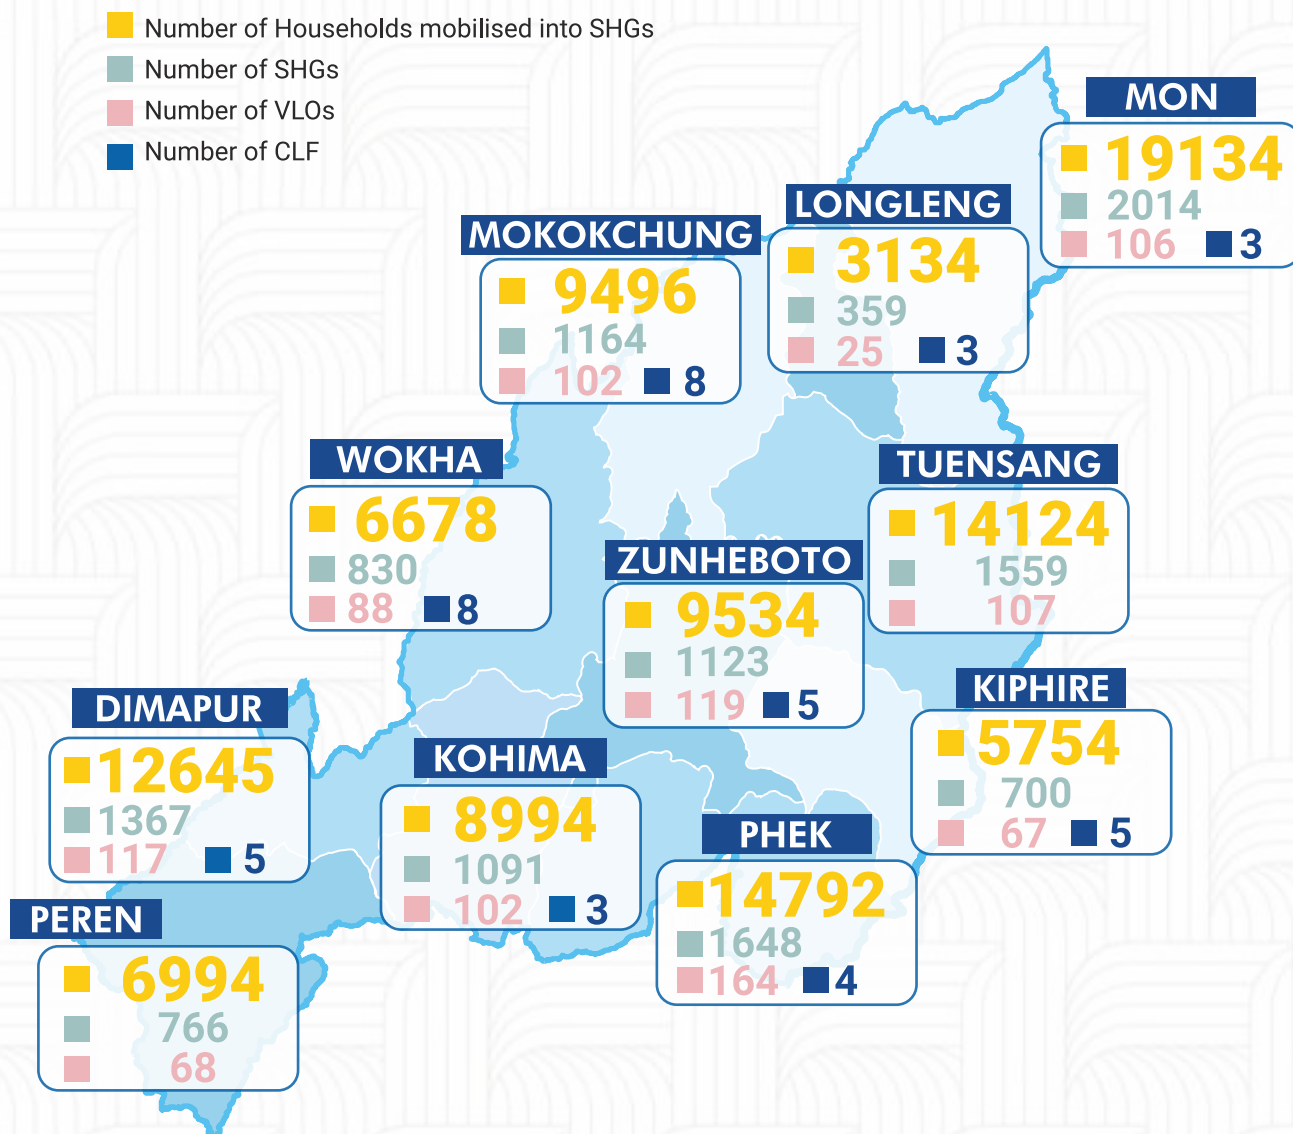 Number of Households mobilised into SHGs
Number of SHGs
Number of VLOs
Number of CLF
MON
19134
2014
106 3
LONGLENG
3134
359
25 3
MOKOKCHUNG
9496
1164
102 8
WOKHA
6678
830
88 8
TUENSANG
14124
1559
107
ZUNHEBOTO
9534
1123
119 5
KIPHIRE
5754
700
67 5
DIMAPUR
12645
1367
117 5
KOHIMA
8994
1091
102 3
PHEK
14792
1648
164 4
PEREN
6994
766
68